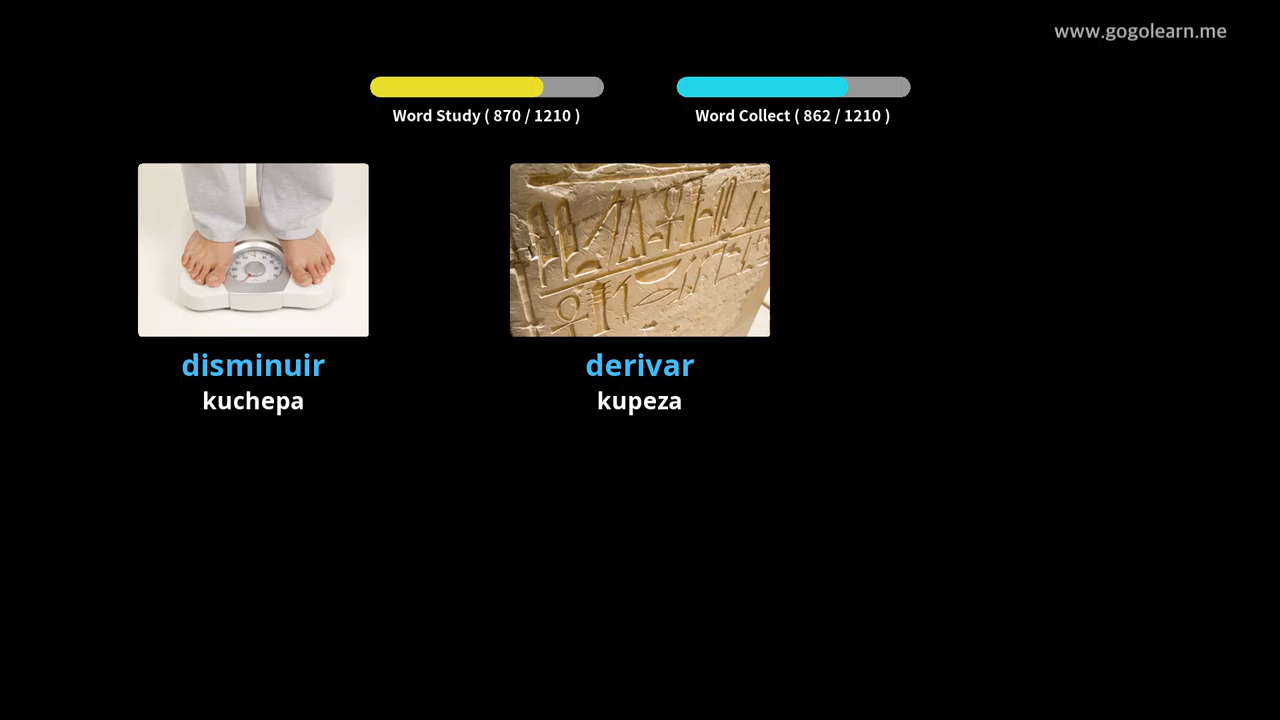 www.gogolearn.me
Word Study ( 870 / 1210 )
Word Collect ( 862 / 1210 )
disminuir
kuchepa
derivar
kupeza